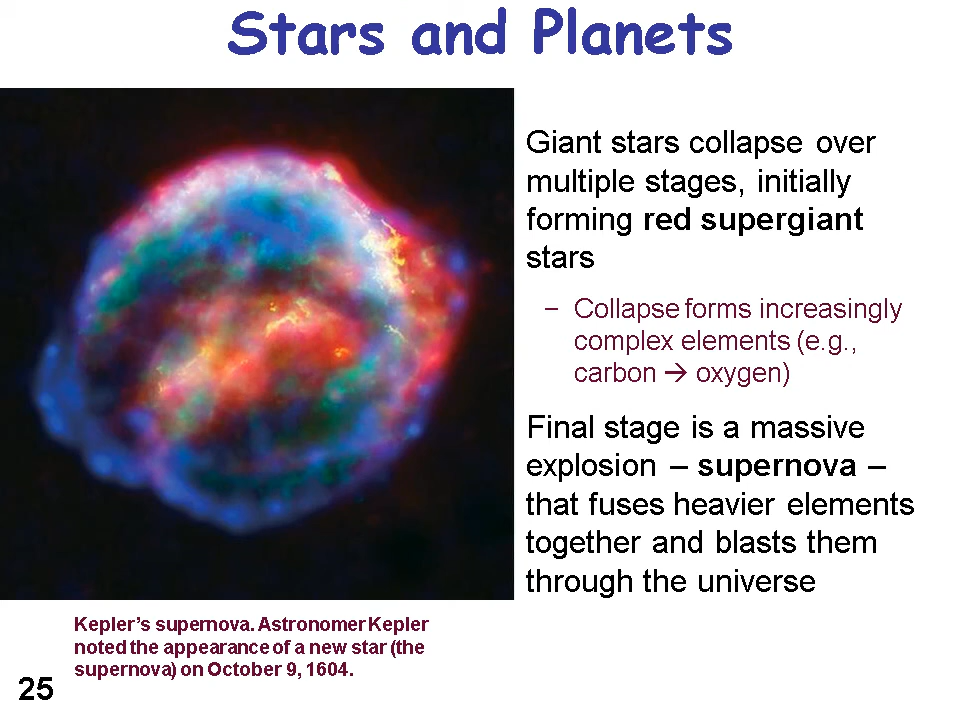 Stars and Planets
Giant stars collapse over
multiple stages, initially
forming red supergiant
stars
– Collapse forms increasingly
complex elements (e.g.,
carbon → oxygen)
Final stage is a massive
explosion – supernova –
that fuses heavier elements
together and blasts them
through the universe
Kepler’s supernova. Astronomer Kepler
noted the appearance of a new star (the
supernova) on October 9, 1604.
25